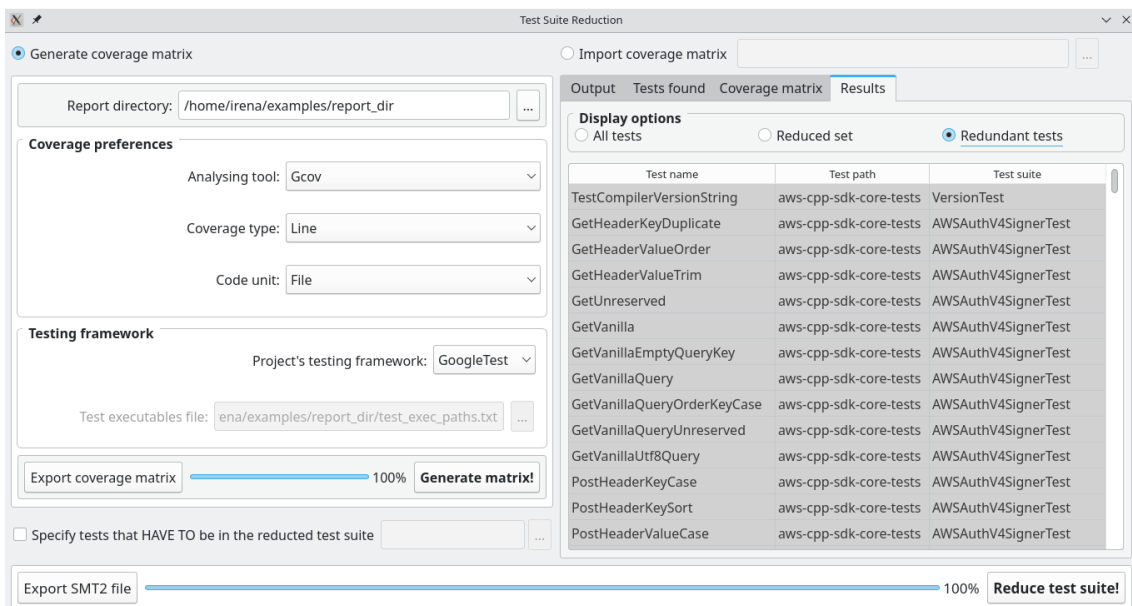 Test Suite Reduction
Generate coverage matrix
Import coverage matrix
...
Report directory: /home/irena/examples/report_dir ...
Coverage preferences
Analysing tool: Gcov
Coverage type: Line
Code unit: File
Testing framework
Project's testing framework: GoogleTest
Test executables file: ena/examples/report_dir/test_exec_paths.txt ...
Export coverage matrix 100% Generate matrix!
Specify tests that HAVE TO be in the reducted test suite ...
Output Tests found Coverage matrix Results
Display options
All tests Reduced set Redundant tests
Test name Test path Test suite
TestCompilerVersionString aws-cpp-sdk-core-tests VersionTest
GetHeaderKeyDuplicate aws-cpp-sdk-core-tests AWSAuthV4SignerTest
GetHeaderValueOrder aws-cpp-sdk-core-tests AWSAuthV4SignerTest
GetHeaderValueTrim aws-cpp-sdk-core-tests AWSAuthV4SignerTest
GetUnreserved aws-cpp-sdk-core-tests AWSAuthV4SignerTest
GetVanilla aws-cpp-sdk-core-tests AWSAuthV4SignerTest
GetVanillaEmptyQueryKey aws-cpp-sdk-core-tests AWSAuthV4SignerTest
GetVanillaQuery aws-cpp-sdk-core-tests AWSAuthV4SignerTest
GetVanillaQueryOrderKeyCase aws-cpp-sdk-core-tests AWSAuthV4SignerTest
GetVanillaQueryUnreserved aws-cpp-sdk-core-tests AWSAuthV4SignerTest
GetVanillaUtf8Query aws-cpp-sdk-core-tests AWSAuthV4SignerTest
PostHeaderKeyCase aws-cpp-sdk-core-tests AWSAuthV4SignerTest
PostHeaderKeySort aws-cpp-sdk-core-tests AWSAuthV4SignerTest
PostHeaderValueCase aws-cpp-sdk-core-tests AWSAuthV4SignerTest
Export SMT2 file 100% Reduce test suite!